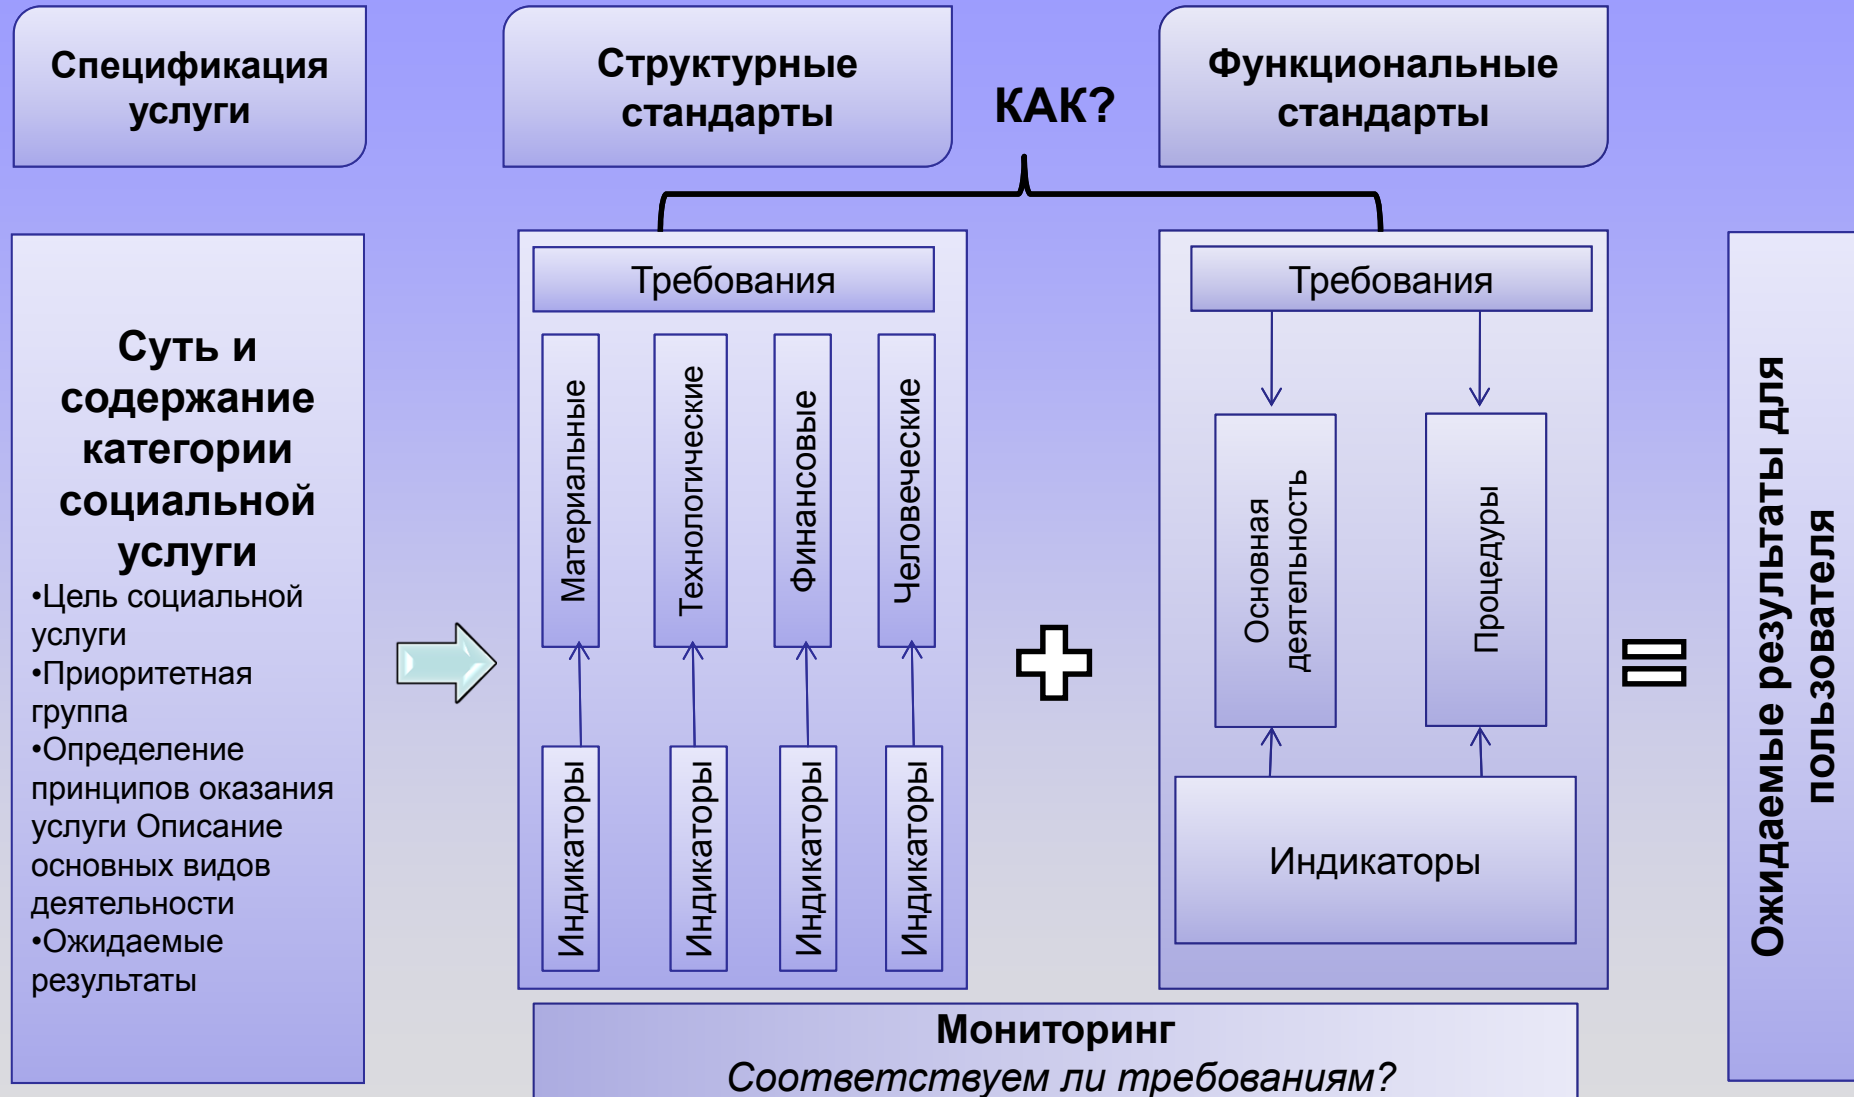 Спецификация
услуги
Структурные
стандарты
КАК?
Функциональные
стандарты
Суть и
содержание
категории
социальной
услуги
•Цель социальной
услуги
•Приоритетная
группа
•Определение
принципов оказания
услуги Описание
основных видов
деятельности
•Ожидаемые
результаты
Требования
Материальные
Технологические
Финансовые
Человеческие
Индикаторы
Индикаторы
Индикаторы
Индикаторы
Требования
Основная
деятельность
Процедуры
Индикаторы
Ожидаемые результаты для
пользователя
Мониторинг
Соответствуем ли требованиям?